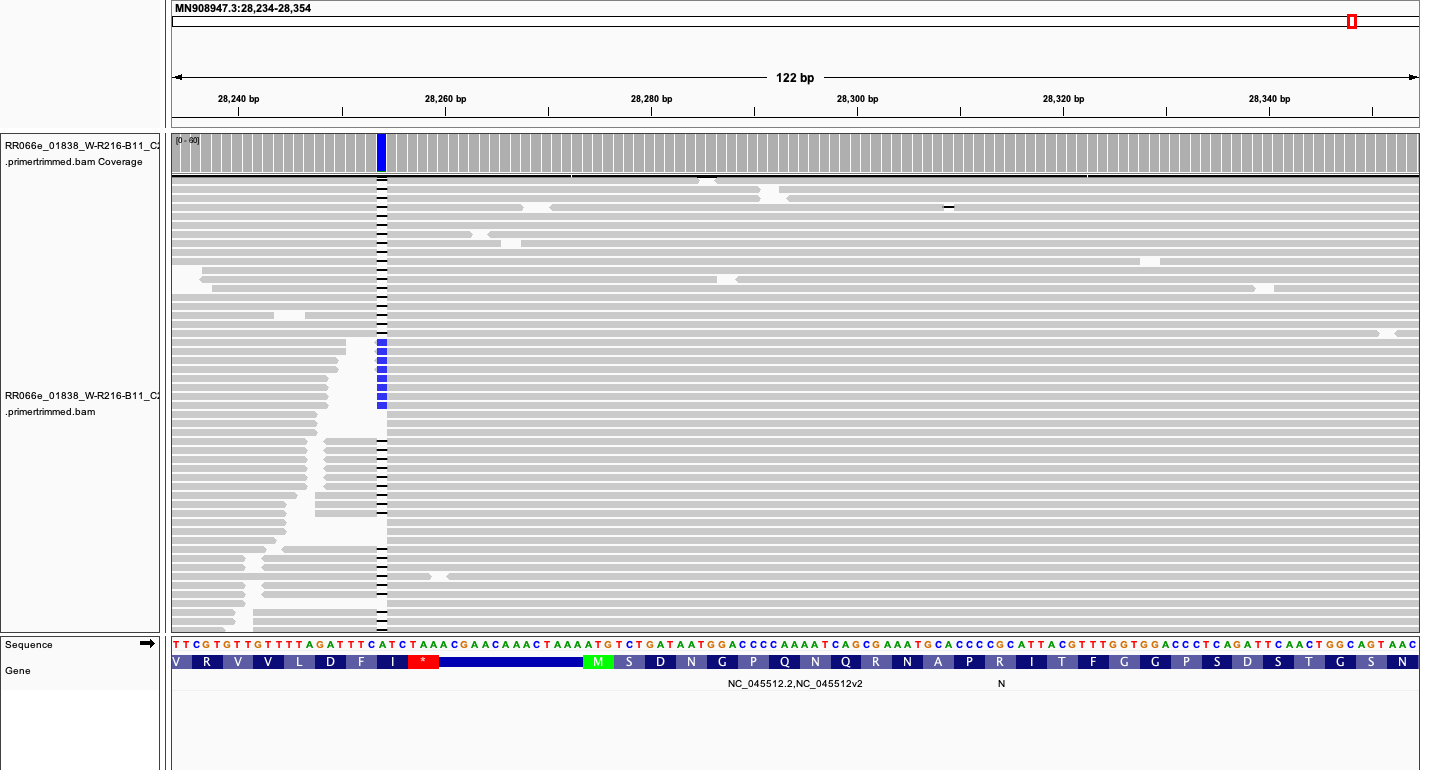 MN908947.3:28,234-28,354
122 bp
28,240 bp 28,260 bp 28,280 bp 28,300 bp 28,320 bp 28,340 bp
RR066e_01838_W-R216-B11_C
.primertrimmed.bam Coverage
[0 - 60]
RR066e_01838_W-R216-B11_C
.primertrimmed.bam
Sequence
TTCGTGTTGTTTTAGATTTCATCTAAACGAACAAACTAAAATGTCTGATAATGGACCCCAAAATCAGCGAAATGCACCCCGCATTACGTTTGGTGGACCCTCAGATTCAACTGGCAGTAAC
Gene
V R V V L D F I * M S D N G P Q N Q R N A P R I T F G G P S D S T G S N
NC_045512.2,NC_045512v2 N